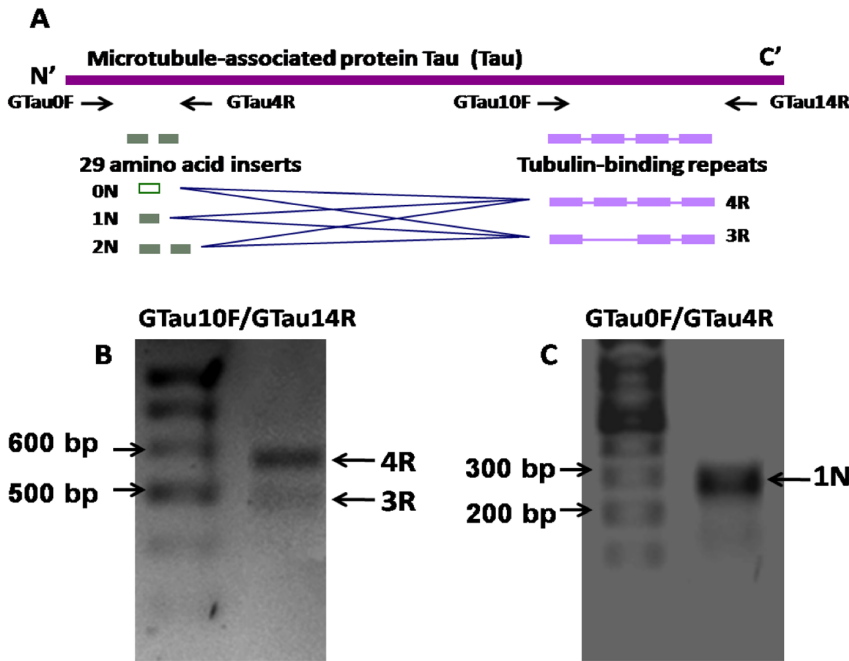 A
Microtubule-associated protein Tau (Tau)
N’ C’
GTau0F GTau4R GTau10F GTau14R
29 amino acid inserts Tubulin-binding repeats
0N
1N
2N
4R
3R
GTau10F/GTau14R
B
600 bp
500 bp
4R
3R
GTau0F/GTau4R
C
300 bp
200 bp
1N